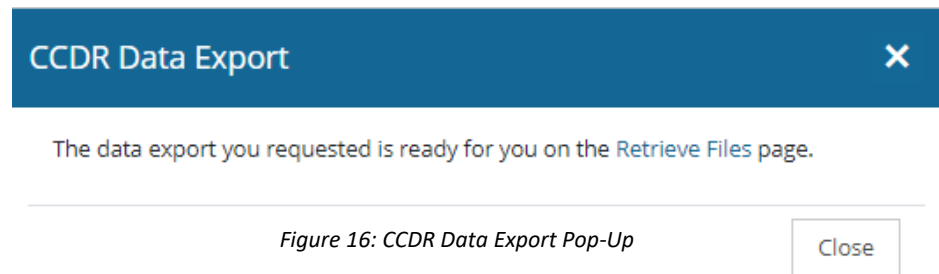 CCDR Data Export
The data export you requested is ready for you on the Retrieve Files page.
Figure 16: CCDR Data Export Pop-Up
Close